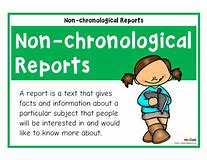 Non-chronological Reports
Non-chronological
Reports
A report is a text that gives
facts and information about a
particular subject that people
will be interested in and would
like to know more about.